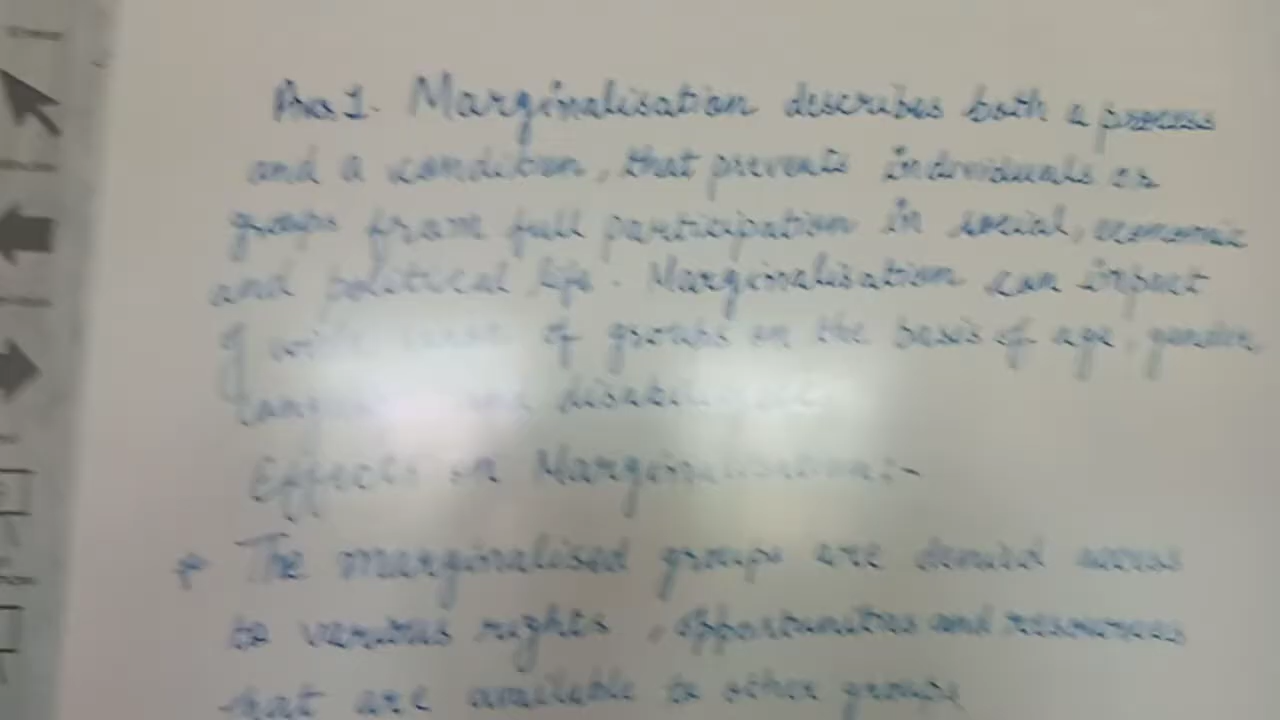 Ans 1. Marginalisation describes both a process
and a condition, that prevents individuals or
groups from full participation in social, economic
and political life. Marginalisation can impact
of groups on the basis of age, gender,
Effects on Marginalisation:-
* The marginalised groups are denied access
to various rights, opportunities and resources
that are available to other groups